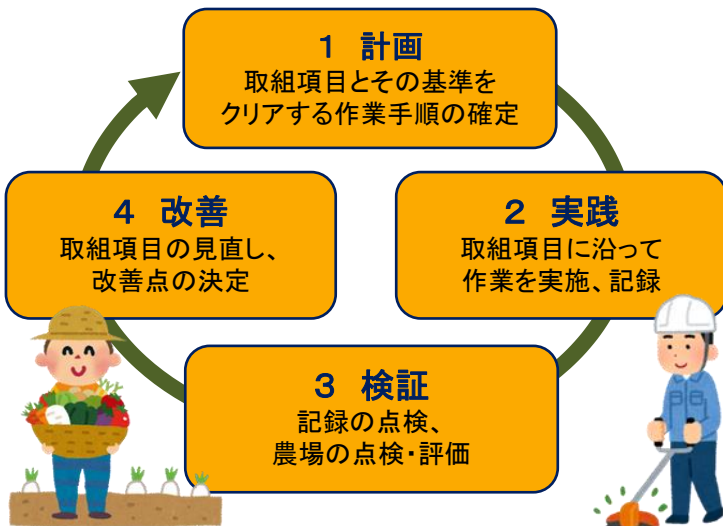 1 計画
取組項目とその基準を
クリアする作業手順の確定
2 実践
取組項目に沿って
作業を実施、記録
3 検証
記録の点検、
農場の点検・評価
4 改善
取組項目の見直し、
改善点の決定